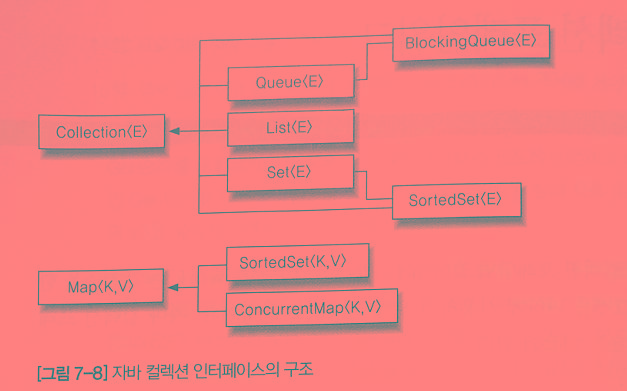 BlockingQueue〈E〉
Queue〈E〉
Collection〈E〉
List〈E〉
Set〈E〉
SortedSet〈E〉
SortedSet〈K,V〉
Map〈K,V〉
ConcurrentMap〈K,V〉
[그림 7-8] 자바 컬렉션 인터페이스의 구조